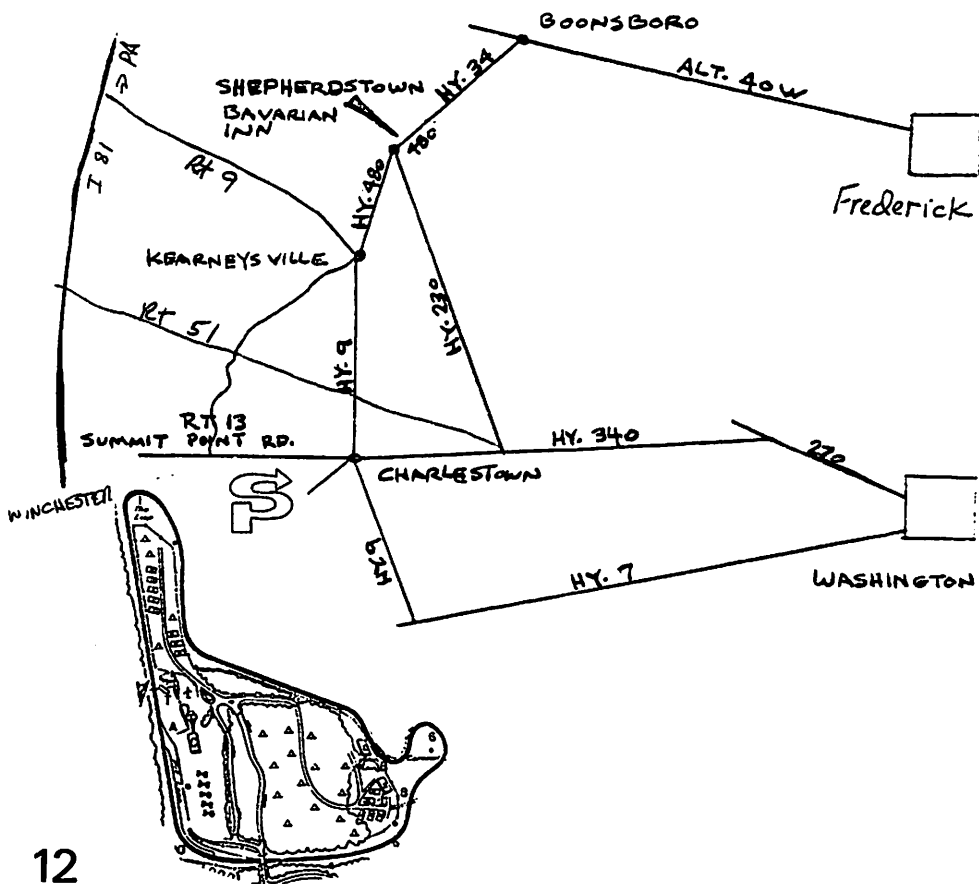 BOONSBORO
→ PA
HY. 34
ALT. 40 W
SHEPHERDSTOWN
BAVARIAN
INN
480
I 81
Rt 9
HY. 480
Frederick
KEARNEYSVILLE
HY. 230
Rt 51
HY. 9
RT 13
SUMMIT POINT RD.
HY. 340
270
CHARLESTOWN
WINCHESTER
SP
HY. 9
HY. 7
WASHINGTON
12